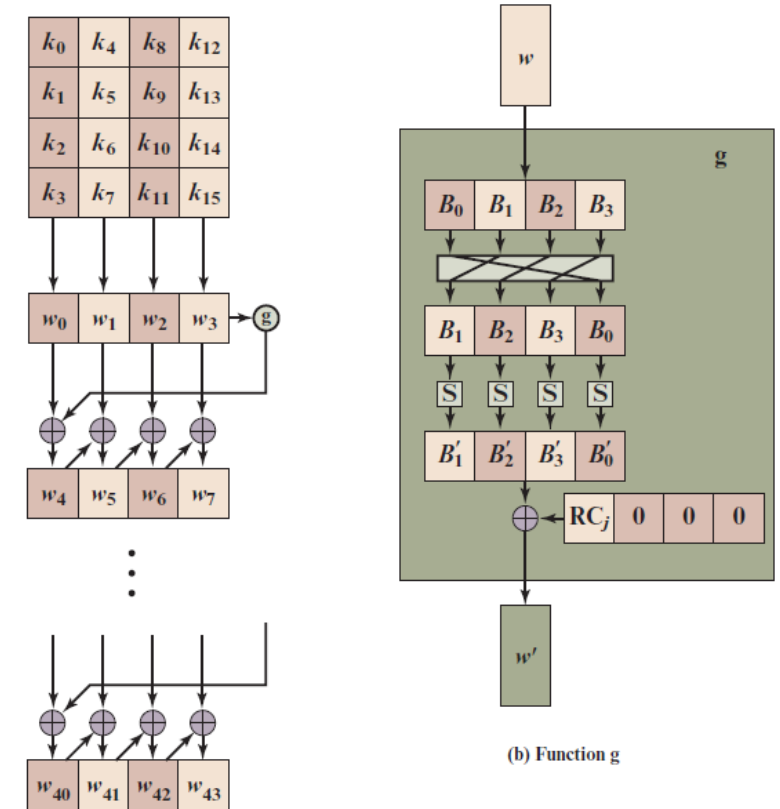 k₀ k₄ k₈ k₁₂
k₁ k₅ k₉ k₁₃
k₂ k₆ k₁₀ k₁₄
k₃ k₇ k₁₁ k₁₅
w₀ w₁ w₂ w₃ g
w₄ w₅ w₆ w₇
w₄₀ w₄₁ w₄₂ w₄₃
w
g
B₀ B₁ B₂ B₃
B₁ B₂ B₃ B₀
S S S S
B′₁ B′₂ B′₃ B′₀
RCⱼ 0 0 0
w′
(b) Function g